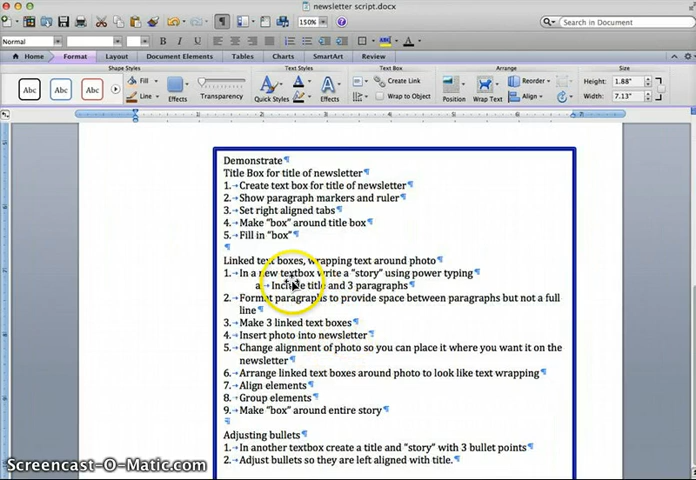 newsletter script.docx
150%
Search in Document
Normal
B I U
Home Format Layout Document Elements Tables Charts SmartArt Review
Shape Styles Text Styles Text Box Arrange Size
Abc Abc Abc Fill Line Effects Transparency Quick Styles Effects Create Link Wrap to Object Position Wrap Text Reorder Align Height: 1.88" Width: 7.13"
Demonstrate¶
Title Box for title of newsletter¶
1.→Create text box for title of newsletter¶
2.→Show paragraph markers and ruler¶
3.→Set right aligned tabs¶
4.→Make “box” around title box¶
5.→Fill in “box”¶
¶
Linked text boxes, wrapping text around photo¶
1.→In a new textbox write a “story” using power typing¶
a.→Include title and 3 paragraphs¶
2.→Format paragraphs to provide space between paragraphs but not a full
line¶
3.→Make 3 linked text boxes¶
4.→Insert photo into newsletter¶
5.→Change alignment of photo so you can place it where you want it on the
newsletter¶
6.→Arrange linked text boxes around photo to look like text wrapping¶
7.→Align elements¶
8.→Group elements¶
9.→Make “box” around entire story¶
¶
Adjusting bullets¶
1.→In another textbox create a title and “story” with 3 bullet points¶
2.→Adjust bullets so they are left aligned with title.¶
Screencast-O-Matic.com